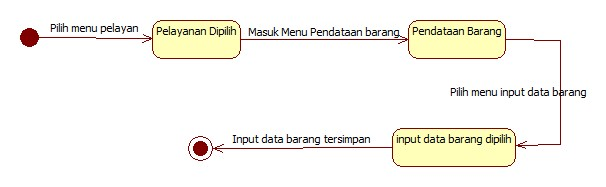 Pilih menu pelayan
Pelayanan Dipilih
Masuk Menu Pendataan barang
Pendataan Barang
Pilih menu input data barang
Input data barang tersimpan
input data barang dipilih